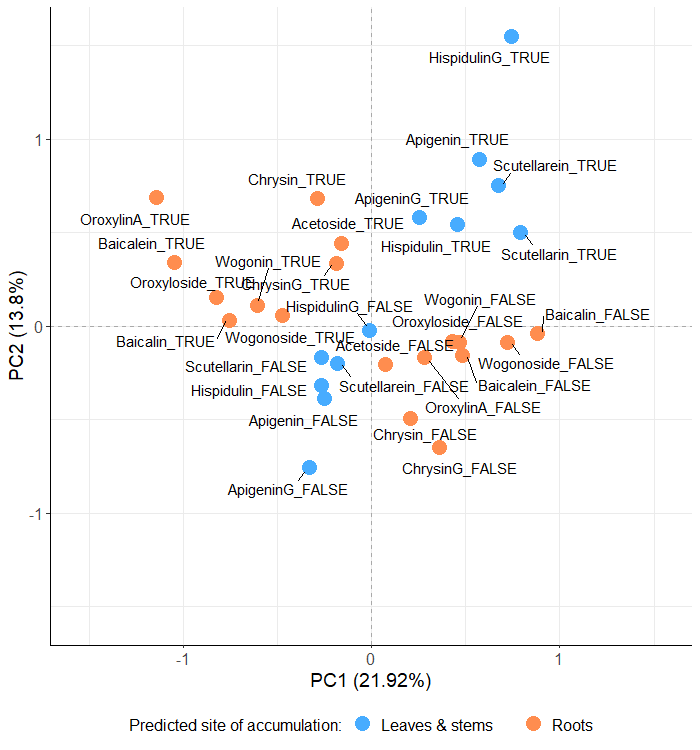 HispidulinG_TRUE
1
Apigenin_TRUE
Scutellarein_TRUE
Chrysin_TRUE
ApigeninG_TRUE
OroxylinA_TRUE
Acetoside_TRUE
Baicalein_TRUE
Hispidulin_TRUE
Scutellarin_TRUE
Wogonin_TRUE
Oroxyloside_TRUE
ChrysinG_TRUE
HispidulinG_FALSE
Wogonin_FALSE
Baicalein_FALSE
Baicalin_FALSE
Oroxyloside_FALSE
0
Baicalin_TRUE
Wogonoside_TRUE
Acetoside_FALSE
Wogonoside_FALSE
Scutellarin_FALSE
Scutellarein_FALSE
Hispidulin_FALSE
OroxylinA_FALSE
Apigenin_FALSE
Chrysin_FALSE
ChrysinG_FALSE
ApigeninG_FALSE
-1
PC2 (13.8%)
-1 0 1
PC1 (21.92%)
Predicted site of accumulation: Leaves & stems Roots